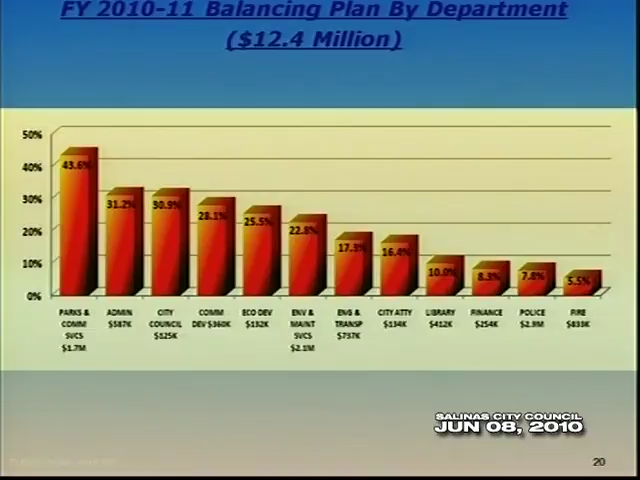 FY 2010-11 Balancing Plan By Department
($12.4 Million)
50%
40%
30%
20%
10%
0%
43.6%
31.2%
30.9%
28.1%
25.5%
22.8%
17.3%
16.4%
10.0%
8.3%
7.8%
5.5%
PARKS &
COMM
SVCS
$1.7M
ADMIN
$587K
CITY
COUNCIL
$125K
COMM
DEV $360K
ECO DEV
$132K
ENV &
MAINT
SVCS
$2.1M
ENG &
TRANSP
$737K
CITY ATTY
$134K
LIBRARY
$412K
FINANCE
$254K
POLICE
$2.9M
FIRE
$833K
SALINAS CITY COUNCIL
JUN 08, 2010
20